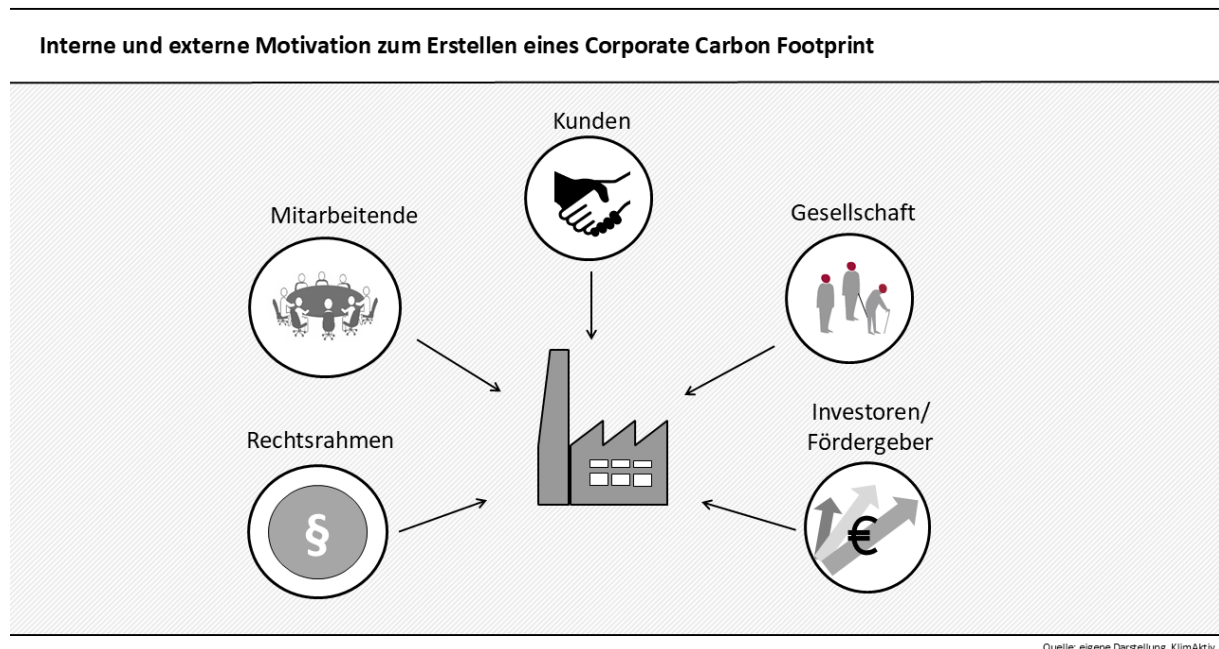 Interne und externe Motivation zum Erstellen eines Corporate Carbon Footprint
Kunden
Mitarbeitende
Gesellschaft
Rechtsrahmen
§
Investoren/
Fördergeber
€
Quelle: eigene Darstellung, KlimAktiv